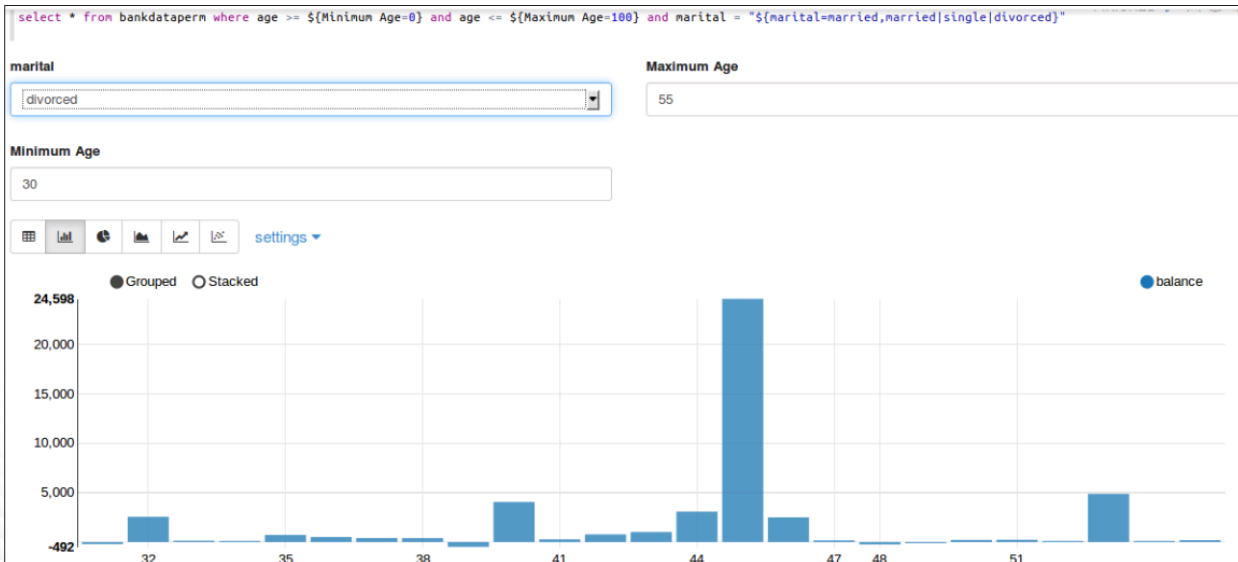 select * from bankdataperm where age >= ${Minimum Age=0} and age <= ${Maximum Age=100} and marital = "${marital=married,married|single|divorced}"
marital
Maximum Age
divorced
55
Minimum Age
30
settings
Grouped Stacked
balance
24,598
20,000
15,000
10,000
5,000
-492
32 35 38 41 44 47 48 51